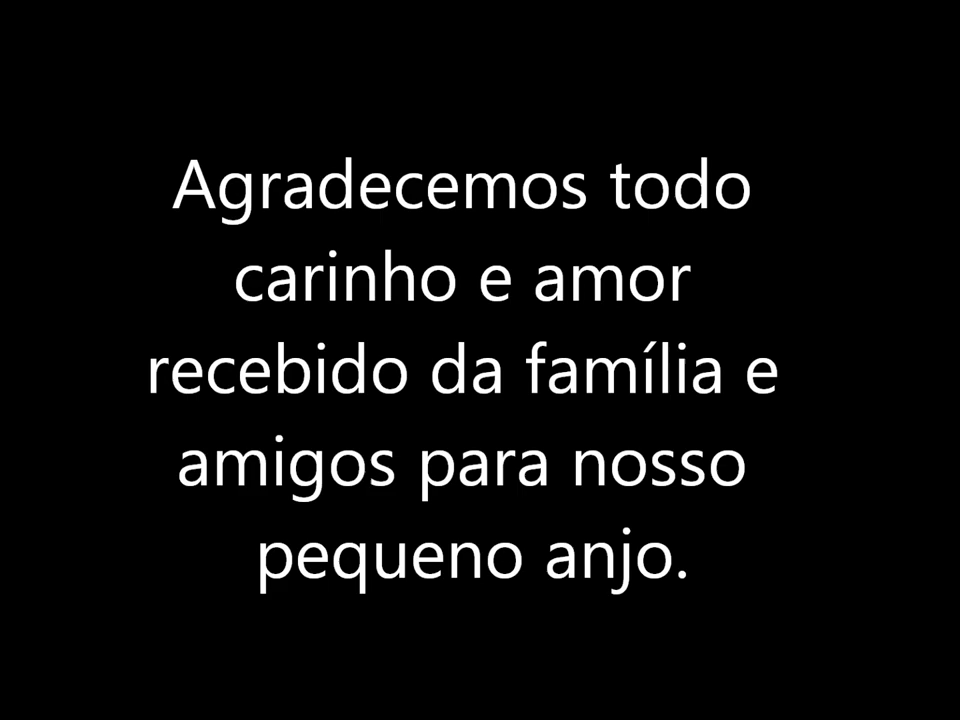 Agradecemos todo
carinho e amor
recebido da família e
amigos para nosso
pequeno anjo.